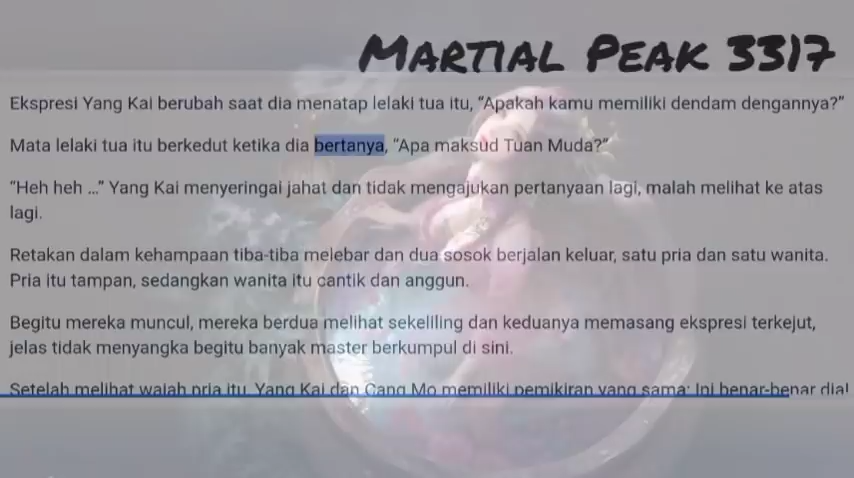 MARTIAL PEAK 3317
Ekspresi Yang Kai berubah saat dia menatap lelaki tua itu, “Apakah kamu memiliki dendam dengannya?”
Mata lelaki tua itu berkedut ketika dia bertanya, “Apa maksud Tuan Muda?”
“Heh heh …” Yang Kai menyeringai jahat dan tidak mengajukan pertanyaan lagi, malah melihat ke atas
lagi.
Retakan dalam kehampaan tiba-tiba melebar dan dua sosok berjalan keluar, satu pria dan satu wanita.
Pria itu tampan, sedangkan wanita itu cantik dan anggun.
Begitu mereka muncul, mereka berdua melihat sekeliling dan keduanya memasang ekspresi terkejut,
jelas tidak menyangka begitu banyak master berkumpul di sini.
Setelah melihat wajah pria itu, Yang Kai dan Cang Mo memiliki pemikiran yang sama: Ini benar-benar dia!